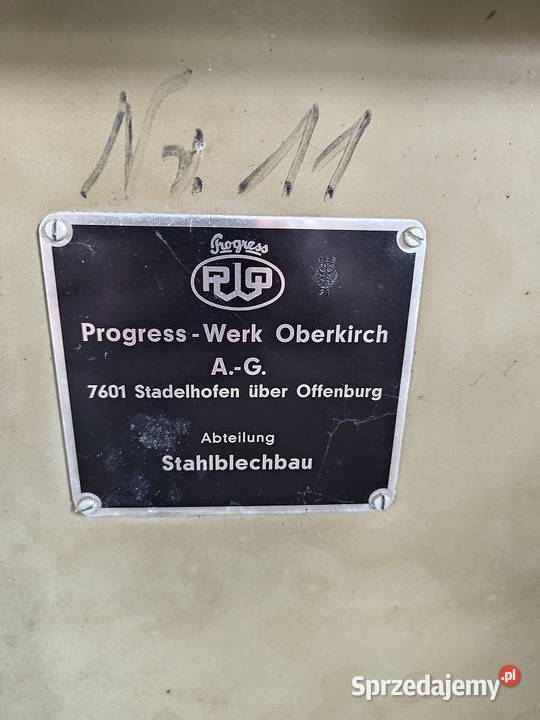 Nr. 11
Progress
PWO
Progress-Werk Oberkirch
A.-G.
7601 Stadelhofen über Offenburg
Abteilung
Stahlblechbau
Sprzedajemy.pl